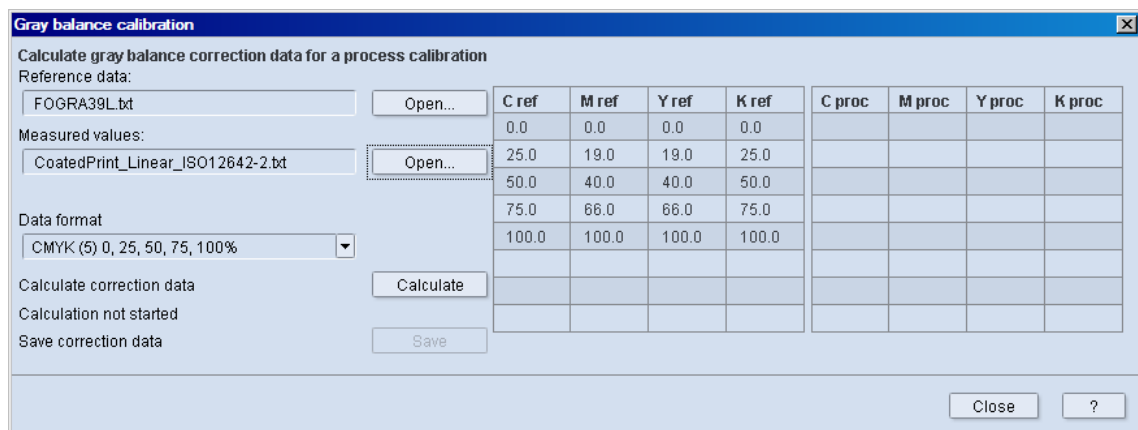 Gray balance calibration
Calculate gray balance correction data for a process calibration
Reference data:
FOGRA39L.txt
Open...
Measured values:
CoatedPrint_Linear_ISO12642-2.txt
Open...
Data format
CMYK (5) 0, 25, 50, 75, 100%
Calculate correction data
Calculate
Calculation not started
Save correction data
Save
C ref M ref Y ref K ref C proc M proc Y proc K proc
0.0 0.0 0.0 0.0
25.0 19.0 19.0 25.0
50.0 40.0 40.0 50.0
75.0 66.0 66.0 75.0
100.0 100.0 100.0 100.0
Close ?